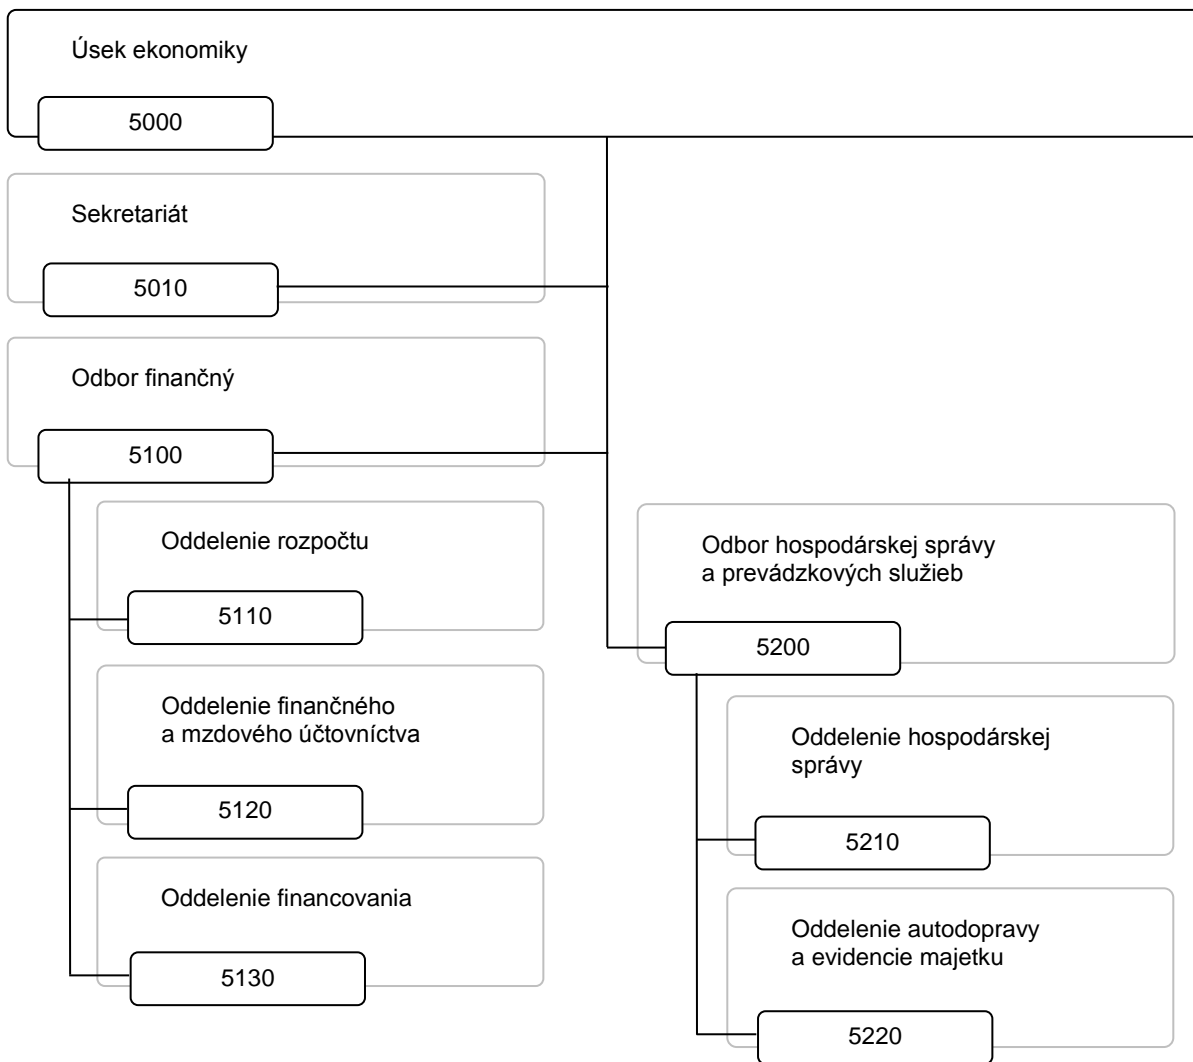 Úsek ekonomiky
5000
Sekretariát
5010
Odbor finančný
5100
Oddelenie rozpočtu
5110
Oddelenie finančného
a mzdového účtovníctva
5120
Oddelenie financovania
5130
Odbor hospodárskej správy
a prevádzkových služieb
5200
Oddelenie hospodárskej
správy
5210
Oddelenie autodopravy
a evidencie majetku
5220